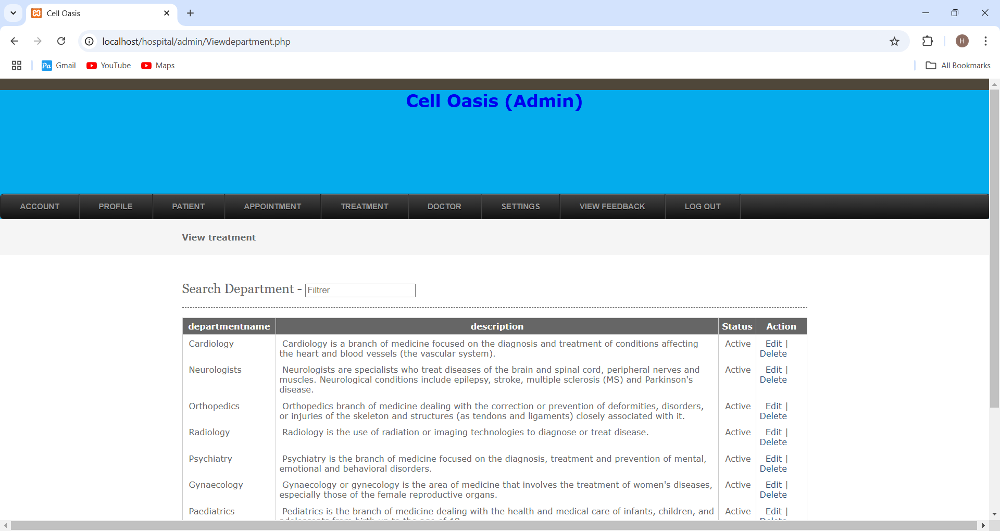 Cell Oasis
localhost/hospital/admin/Viewdepartment.php
H
Pa Gmail YouTube Maps All Bookmarks
Cell Oasis (Admin)
ACCOUNT PROFILE PATIENT APPOINTMENT TREATMENT DOCTOR SETTINGS VIEW FEEDBACK LOG OUT
View treatment
Search Department - Filtrer
departmentname description Status Action
Cardiology Cardiology is a branch of medicine focused on the diagnosis and treatment of conditions affecting Active Edit |
the heart and blood vessels (the vascular system). Delete
Neurologists Neurologists are specialists who treat diseases of the brain and spinal cord, peripheral nerves and Active Edit |
muscles. Neurological conditions include epilepsy, stroke, multiple sclerosis (MS) and Parkinson's Delete
disease.
Orthopedics Orthopedics branch of medicine dealing with the correction or prevention of deformities, disorders, Active Edit |
or injuries of the skeleton and structures (as tendons and ligaments) closely associated with it. Delete
Radiology Radiology is the use of radiation or imaging technologies to diagnose or treat disease. Active Edit |
Delete
Psychiatry Psychiatry is the branch of medicine focused on the diagnosis, treatment and prevention of mental, Active Edit |
emotional and behavioral disorders. Delete
Gynaecology Gynaecology or gynecology is the area of medicine that involves the treatment of women's diseases, Active Edit |
especially those of the female reproductive organs. Delete
Paediatrics Pediatrics is the branch of medicine dealing with the health and medical care of infants, children, and Active Edit |